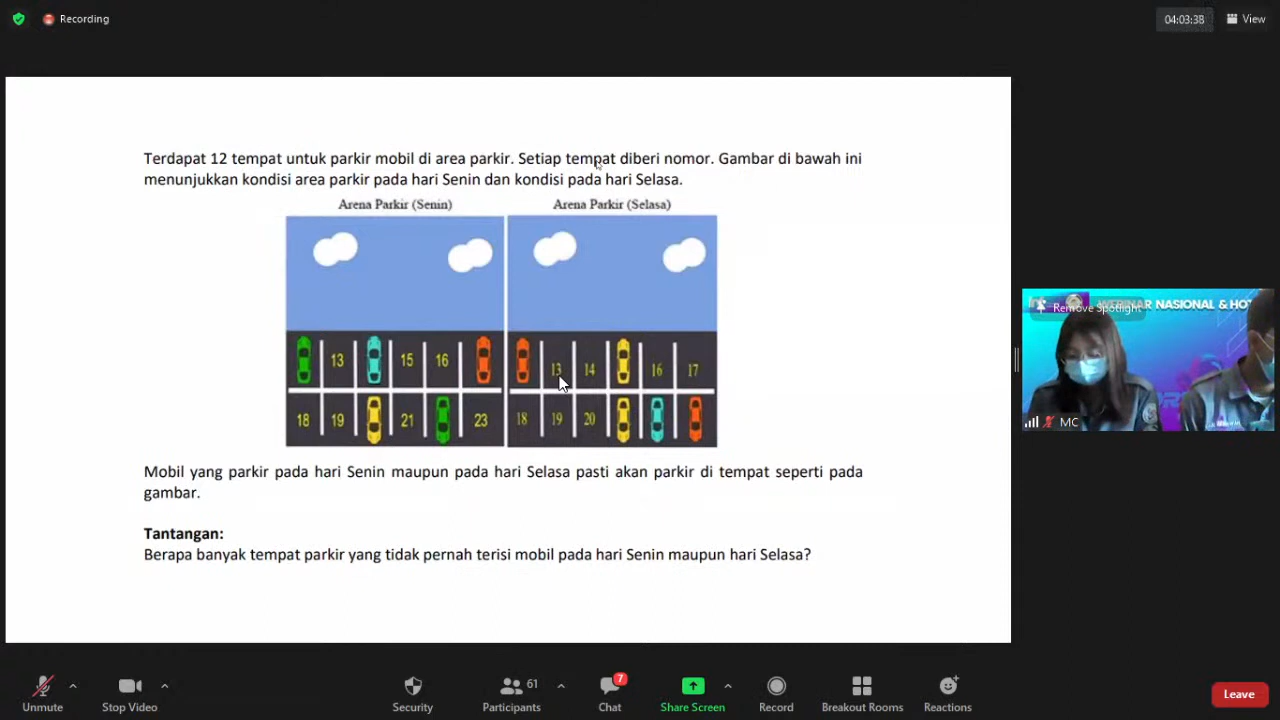 Recording
04:03:38
View
Terdapat 12 tempat untuk parkir mobil di area parkir. Setiap tempat diberi nomor. Gambar di bawah ini
menunjukkan kondisi area parkir pada hari Senin dan kondisi pada hari Selasa.
Arena Parkir (Senin)
Arena Parkir (Selasa)
13 15 16
18 19 21 23
13 14 16 17
18 19 20
Mobil yang parkir pada hari Senin maupun pada hari Selasa pasti akan parkir di tempat seperti pada
gambar.
Tantangan:
Berapa banyak tempat parkir yang tidak pernah terisi mobil pada hari Senin maupun hari Selasa?
WEBINAR NASIONAL &
Remove Spotlight
MC
Unmute
Stop Video
Security
61
Participants
7
Chat
Share Screen
Record
Breakout Rooms
Reactions
Leave